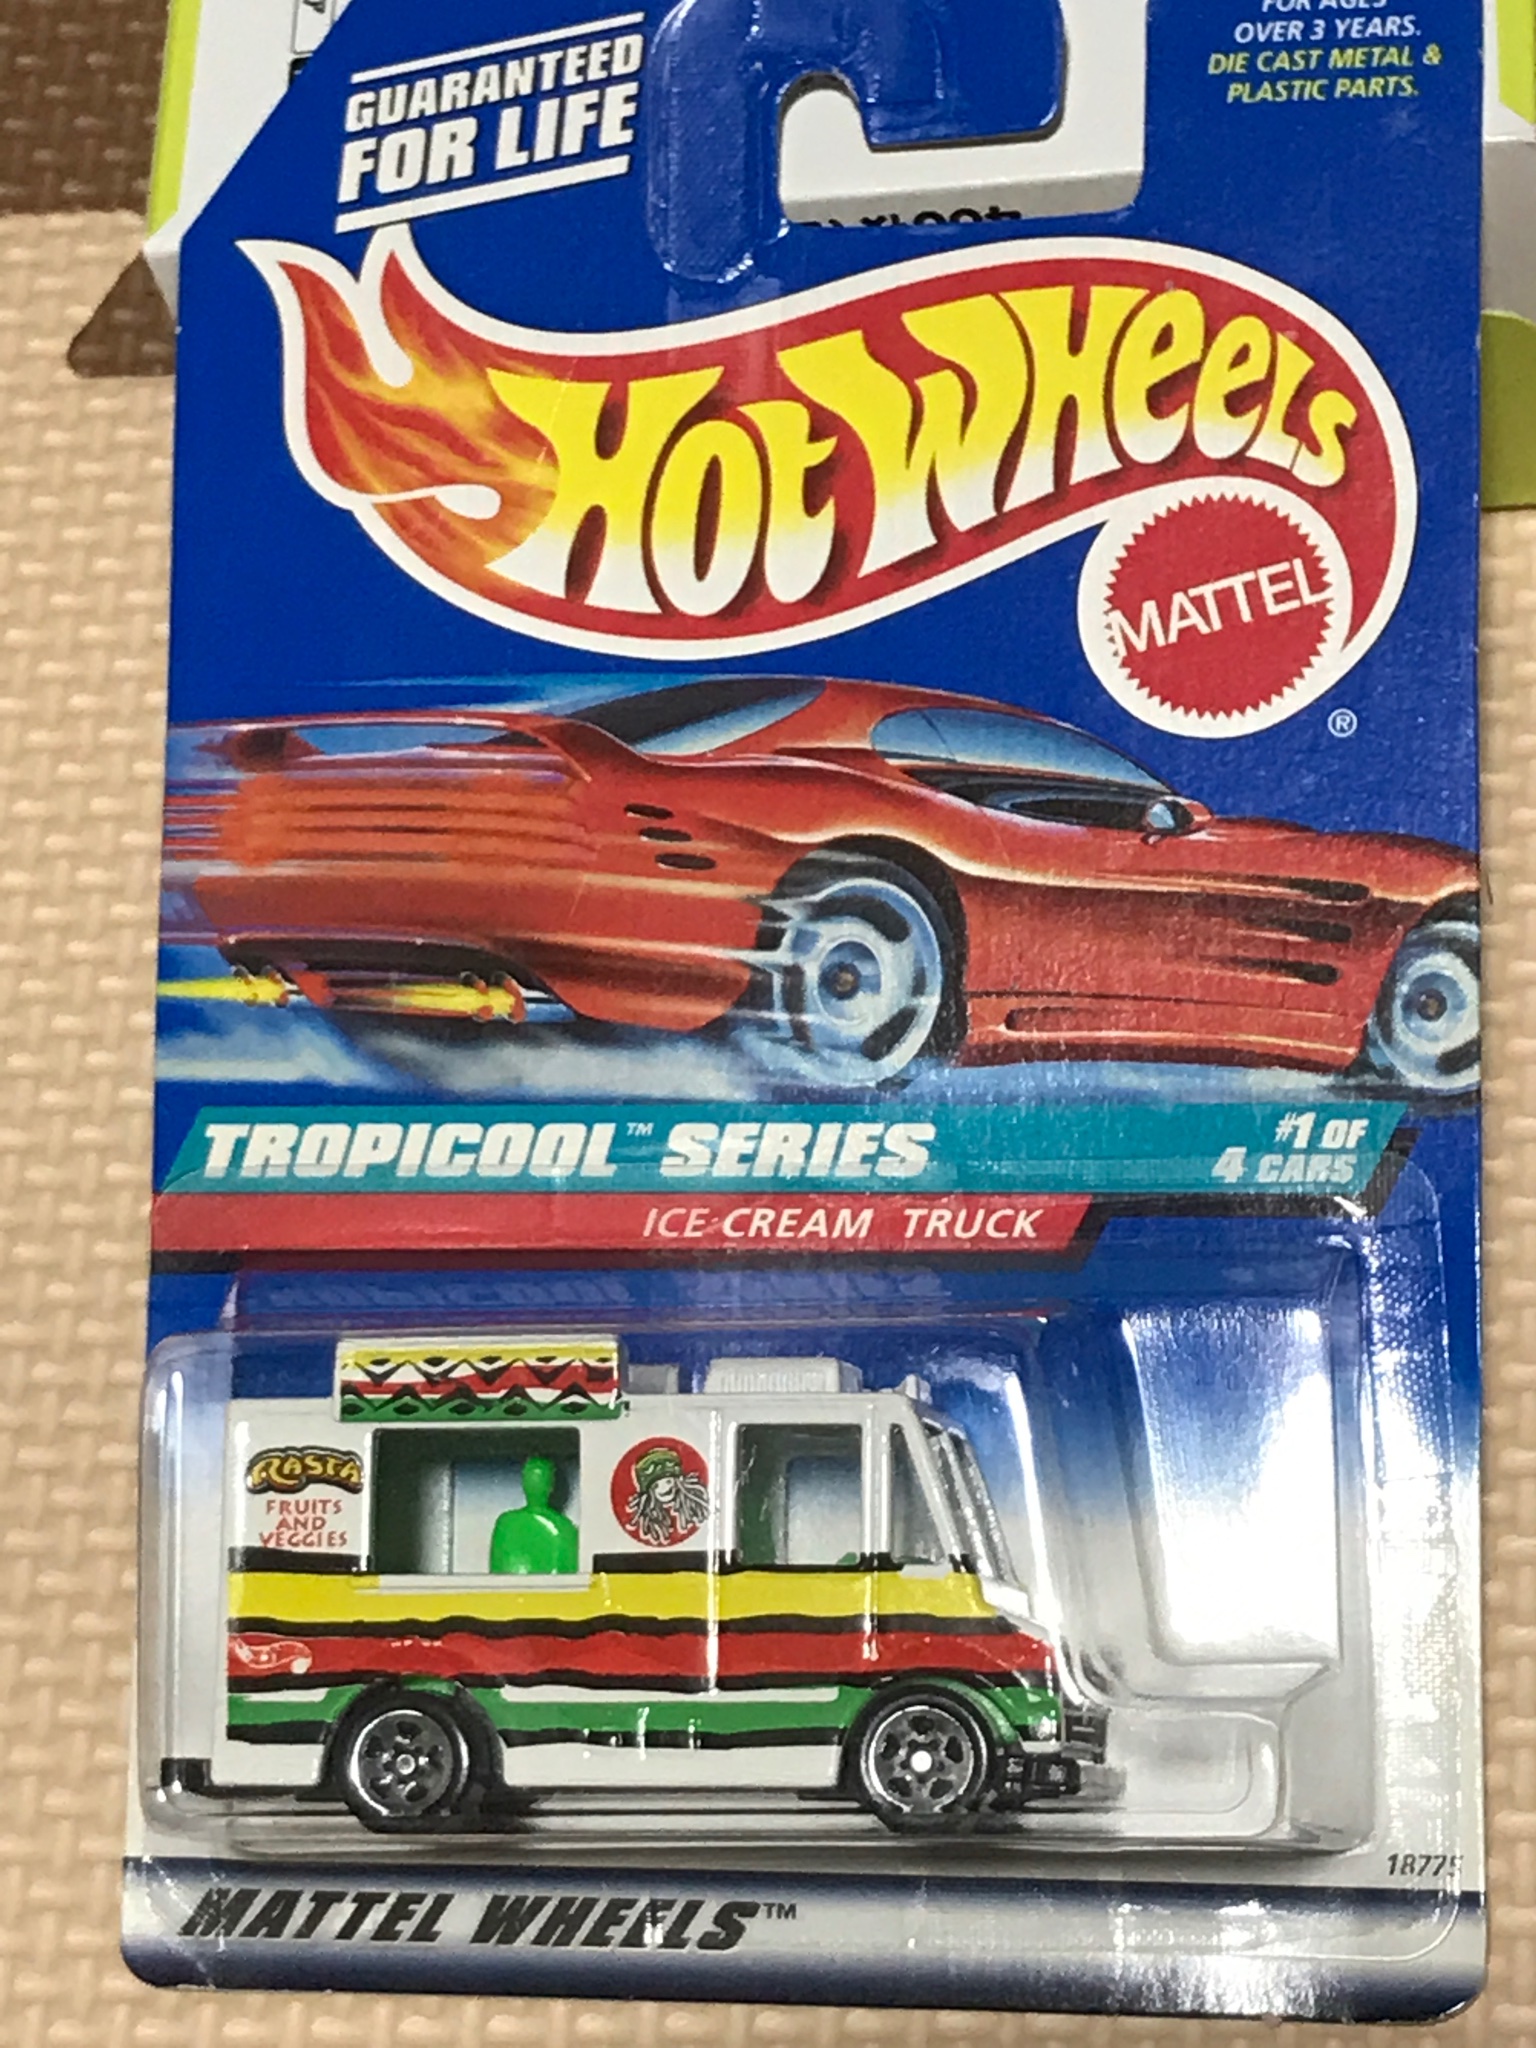 FOR AGES
OVER 3 YEARS.
DIE CAST METAL &
PLASTIC PARTS.
GUARANTEED
FOR LIFE
HOT WHEELS
MATTEL
®
TROPICOOL™ SERIES
#1 OF
4 CARS
ICE CREAM TRUCK
RASTA
FRUITS
AND
VEGGIES
18775
MATTEL WHEELS™